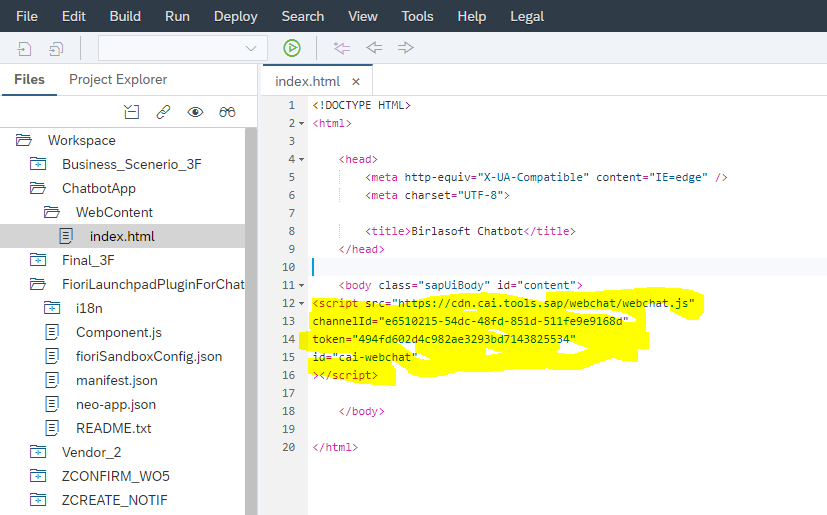 File Edit Build Run Deploy Search View Tools Help Legal
Files Project Explorer
Workspace
Business_Scenerio_3F
ChatbotApp
WebContent
index.html
Final_3F
FioriLaunchpadPluginForChat
i18n
Component.js
fioriSandboxConfig.json
manifest.json
neo-app.json
README.txt
Vendor_2
ZCONFIRM_WO5
ZCREATE_NOTIF
index.html ×
1 <!DOCTYPE HTML>
2 <html>
3
4 <head>
5 <meta http-equiv="X-UA-Compatible" content="IE=edge" />
6 <meta charset="UTF-8">
7
8 <title>Birlasoft Chatbot</title>
9 </head>
10
11 <body class="sapUiBody" id="content">
12 <script src="https://cdn.cai.tools.sap/webchat/webchat.js"
13 channelId="e6510215-54dc-48fd-851d-511fe9e9168d"
14 token="494fd602d4c982ae3293bd7143825534"
15 id="cai-webchat"
16 ></script>
17
18 </body>
19
20 </html>